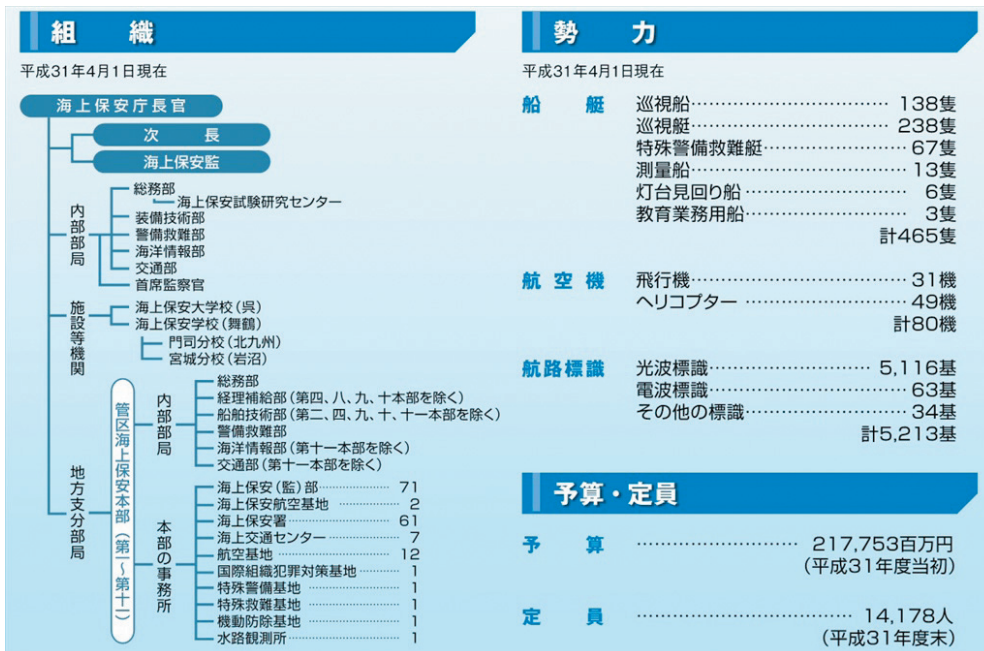 組織
平成31年4月1日現在
海上保安庁長官
次長
海上保安監
内部部局
総務部
海上保安試験研究センター
装備技術部
警備救難部
海洋情報部
交通部
首席監察官
施設等機関
海上保安大学校(呉)
海上保安学校(舞鶴)
門司分校(北九州)
宮城分校(岩沼)
地方支分部局
管区海上保安本部(第一~第十一)
内部部局
総務部
経理補給部(第四、八、九、十本部を除く)
船舶技術部(第二、四、九、十、十一本部を除く)
警備救難部
海洋情報部(第十一本部を除く)
交通部(第十一本部を除く)
本部の事務所
海上保安(監)部 71
海上保安航空基地 2
海上保安署 61
海上交通センター 7
航空基地 12
国際組織犯罪対策基地 1
特殊警備基地 1
特殊救難基地 1
機動防除基地 1
水路観測所 1
勢力
平成31年4月1日現在
船艇
巡視船 138隻
巡視艇 238隻
特殊警備救難艇 67隻
測量船 13隻
灯台見回り船 6隻
教育業務用船 3隻
計465隻
航空機
飛行機 31機
ヘリコプター 49機
計80機
航路標識
光波標識 5,116基
電波標識 63基
その他の標識 34基
計5,213基
予算・定員
予算 217,753百万円
(平成31年度当初)
定員 14,178人
(平成31年度末)